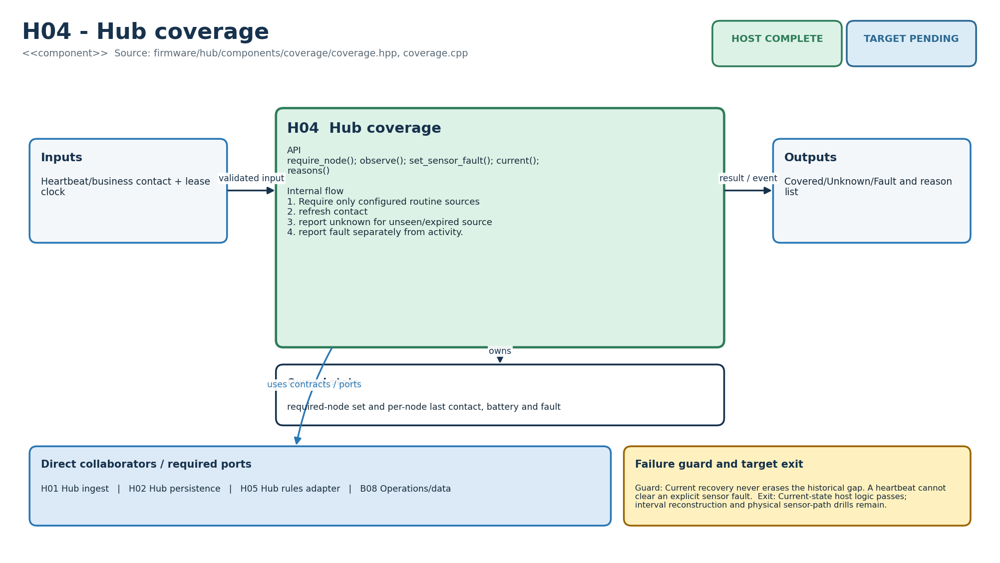 H04 - Hub coverage
<<component>>  Source: firmware/hub/components/coverage/coverage.hpp, coverage.cpp
HOST COMPLETE
TARGET PENDING
Inputs
Heartbeat/business contact + lease
clock
validated input
H04  Hub coverage
API
require_node(); observe(); set_sensor_fault(); current();
reasons()
Internal flow
1. Require only configured routine sources
2. refresh contact
3. report unknown for unseen/expired source
4. report fault separately from activity.
result / event
Outputs
Covered/Unknown/Fault and reason
list
owns
uses contracts / ports
required-node set and per-node last contact, battery and fault
Direct collaborators / required ports
H01 Hub ingest   |   H02 Hub persistence   |   H05 Hub rules adapter   |   B08 Operations/data
Failure guard and target exit
Guard: Current recovery never erases the historical gap. A heartbeat cannot
clear an explicit sensor fault.  Exit: Current-state host logic passes;
interval reconstruction and physical sensor-path drills remain.